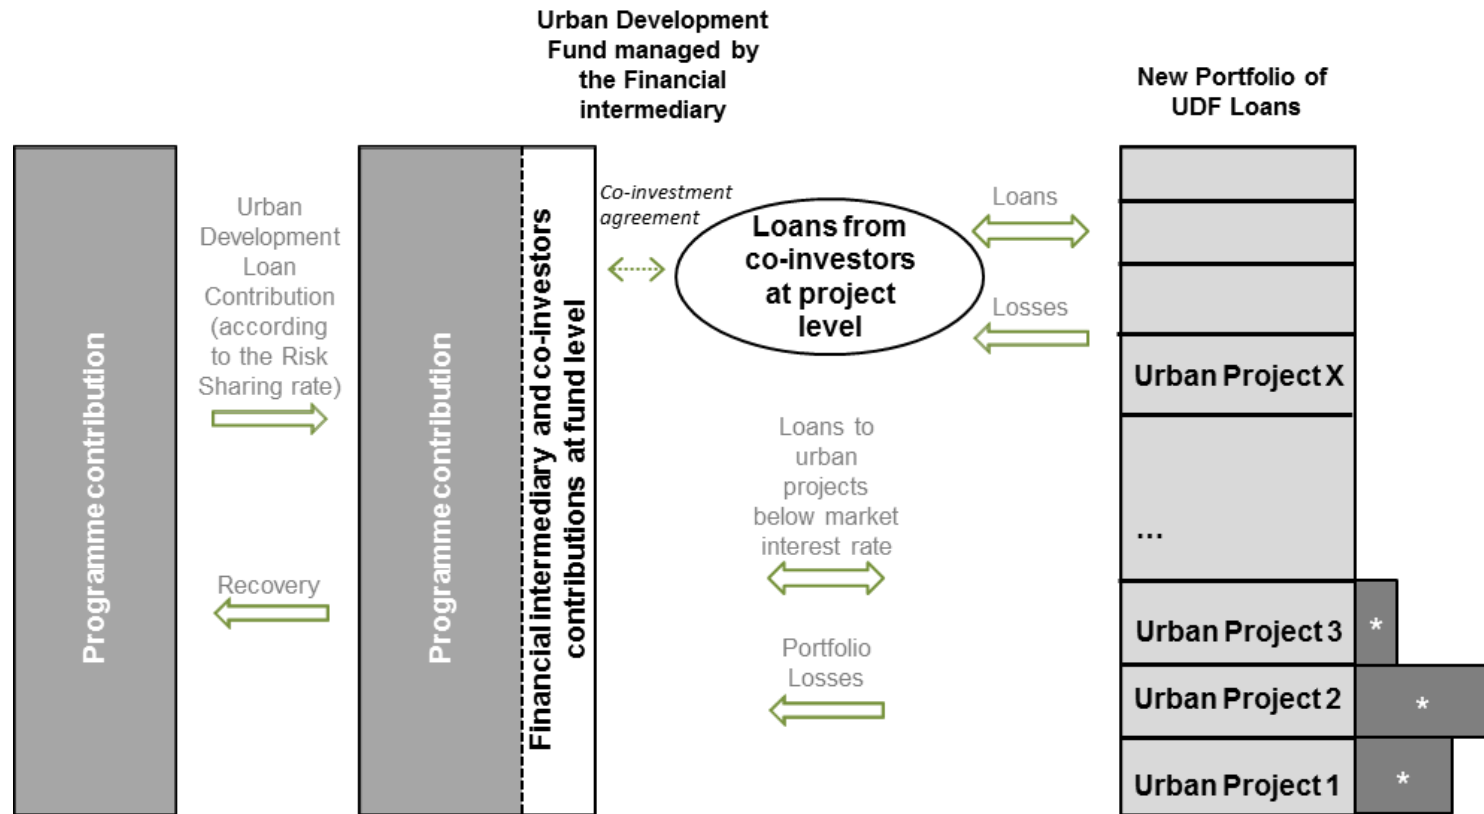 Urban Development
Fund managed by
the Financial
intermediary
New Portfolio of
UDF Loans
Programme contribution
Urban
Development
Loan
Contribution
(according
to the Risk
Sharing rate)
Recovery
Programme contribution
Financial intermediary and co-investors
contributions at fund level
Co-investment
agreement
Loans from
co-investors
at project
level
Loans
Losses
Loans to
urban
projects
below market
interest rate
Portfolio
Losses
Urban Project X
...
Urban Project 3
*
Urban Project 2
*
Urban Project 1
*